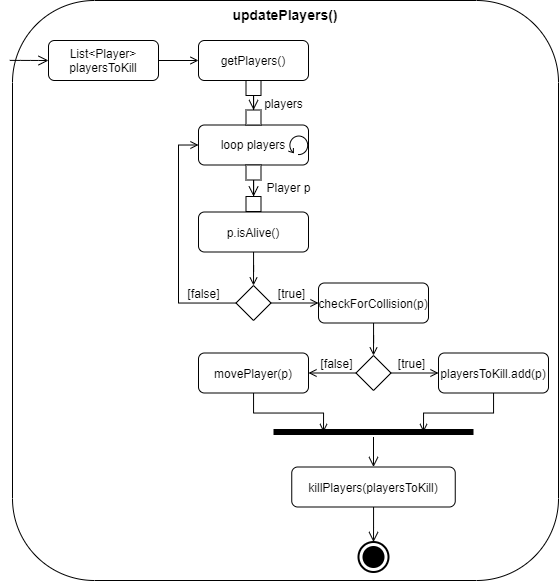 updatePlayers()
List<Player>
playersToKill
getPlayers()
players
loop players
Player p
p.isAlive()
[false]
[true]
checkForCollision(p)
[false]
[true]
movePlayer(p)
playersToKill.add(p)
killPlayers(playersToKill)